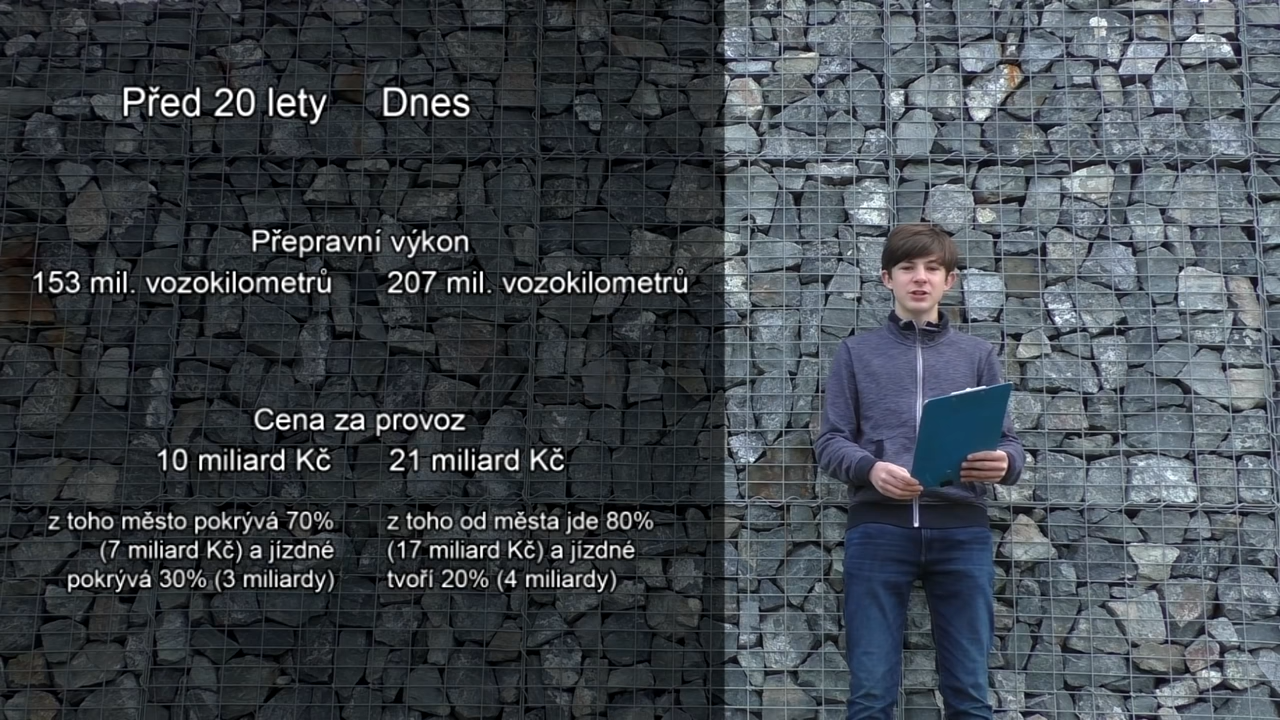 Před 20 lety Dnes
Přepravní výkon
153 mil. vozokilometrů 207 mil. vozokilometrů
Cena za provoz
10 miliard Kč 21 miliard Kč
z toho město pokrývá 70% z toho od města jde 80%
(7 miliard Kč) a jízdné (17 miliard Kč) a jízdné
pokrývá 30% (3 miliardy) tvoří 20% (4 miliardy)